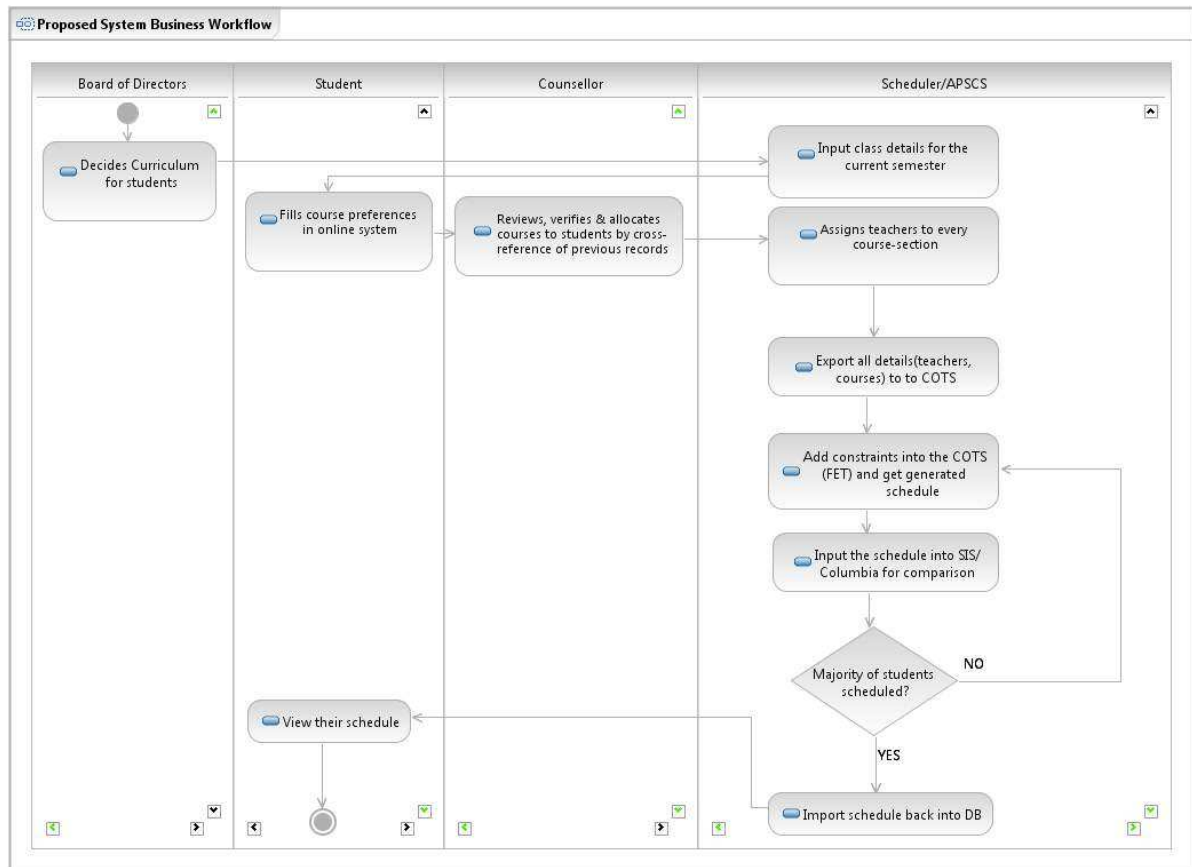 Proposed System Business Workflow
Board of Directors
Student
Counsellor
Scheduler/APSCS
Decides Curriculum
for students
Input class details for the
current semester
Fills course preferences
in online system
Reviews, verifies & allocates
courses to students by cross-
reference of previous records
Assigns teachers to every
course-section
Export all details(teachers,
courses) to to COTS
Add constraints into the COTS
(FET) and get generated
schedule
Input the schedule into SIS/
Columbia for comparison
Majority of students
scheduled?
NO
YES
View their schedule
Import schedule back into DB